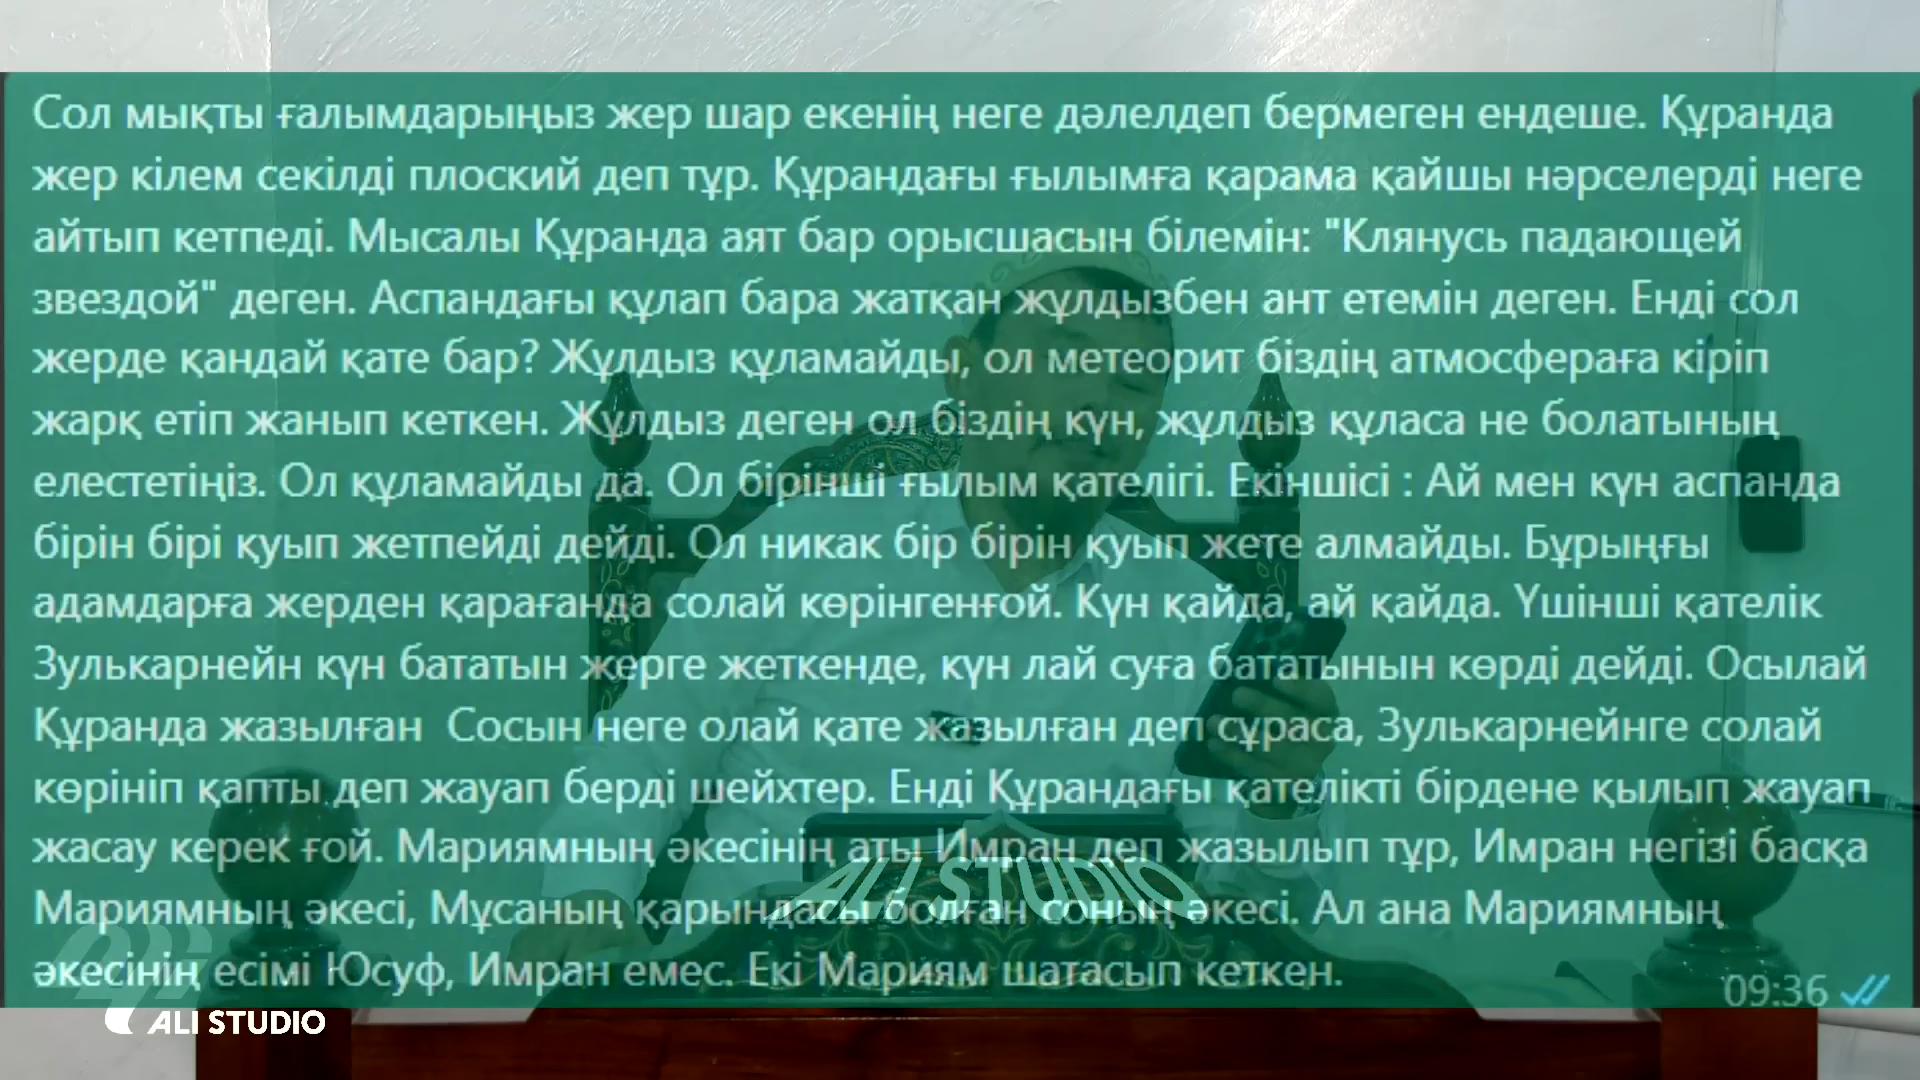 Сол мықты ғалымдарыңыз жер шар екенің неге дәлелдеп бермеген ендеше. Құранда
жер кілем секілді плоский деп тұр. Құрандағы ғылымға қарама қайшы нәрселерді неге
айтып кетпеді. Мысалы Құранда аят бар орысшасын білемін: "Клянусь падающей
звездой" деген. Аспандағы құлап бара жатқан жұлдызбен ант етемін деген. Енді сол
жерде қандай қате бар? Жұлдыз құламайды, ол метеорит біздің атмосфераға кіріп
жарқ етіп жанып кеткен. Жұлдыз деген ол біздің күн, жұлдыз құласа не болатының
елестетіңіз. Ол құламайды да. Ол бірінші ғылым қателігі. Екіншісі : Ай мен күн аспанда
бірін бірі қуып жетпейді дейді. Ол никак бір бірін қуып жете алмайды. Бұрыңғы
адамдарға жерден қарағанда солай көрінгенғой. Күн қайда, ай қайда. Үшінші қателік
Зулькарнейн күн бататын жерге жеткенде, күн лай суға бататынын көрді дейді. Осылай
Құранда жазылған Сосын неге олай қате жазылған деп сұраса, Зулькарнейнге солай
көрініп қапты деп жауап берді шейхтер. Енді Құрандағы қателікті бірдене қылып жауап
жасау керек ғой. Мариямның әкесінің аты Имран деп жазылып тұр, Имран негізі басқа
Мариямның әкесі, Мұсаның қарындасы болған соның әкесі. Ал ана Мариямның
әкесінің есімі Юсуф, Имран емес. Екі Мариям шатасып кеткен.
09:36
ALI STUDIO
ALI STUDIO